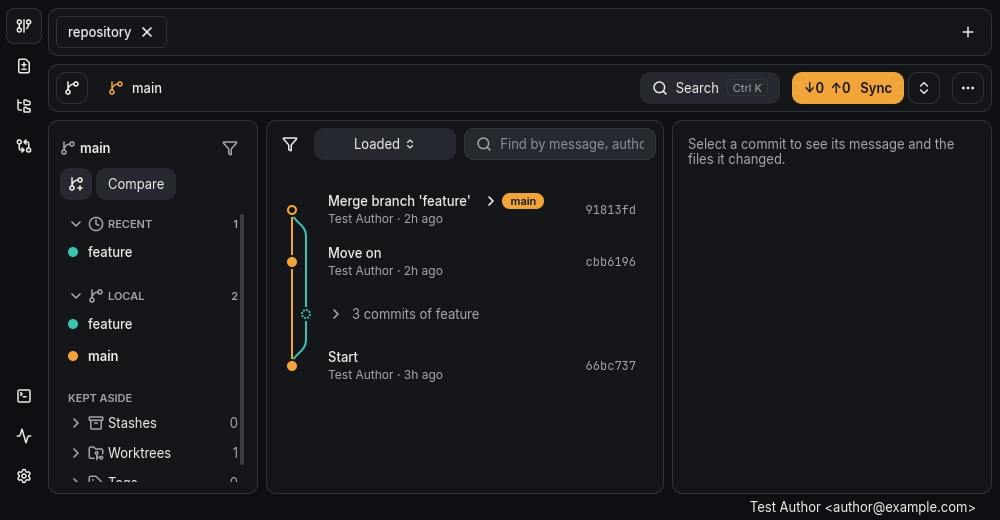 repository
main
Search Ctrl K
↓0 ↑0 Sync
main
Compare
RECENT 1
feature
LOCAL 2
feature
main
KEPT ASIDE
Stashes 0
Worktrees 1
Tags 0
Loaded
Find by message, autho
Merge branch 'feature' main
Test Author · 2h ago
91813fd
Move on
Test Author · 2h ago
cbb6196
3 commits of feature
Start
Test Author · 3h ago
66bc737
Select a commit to see its message and the
files it changed.
Test Author <author@example.com>